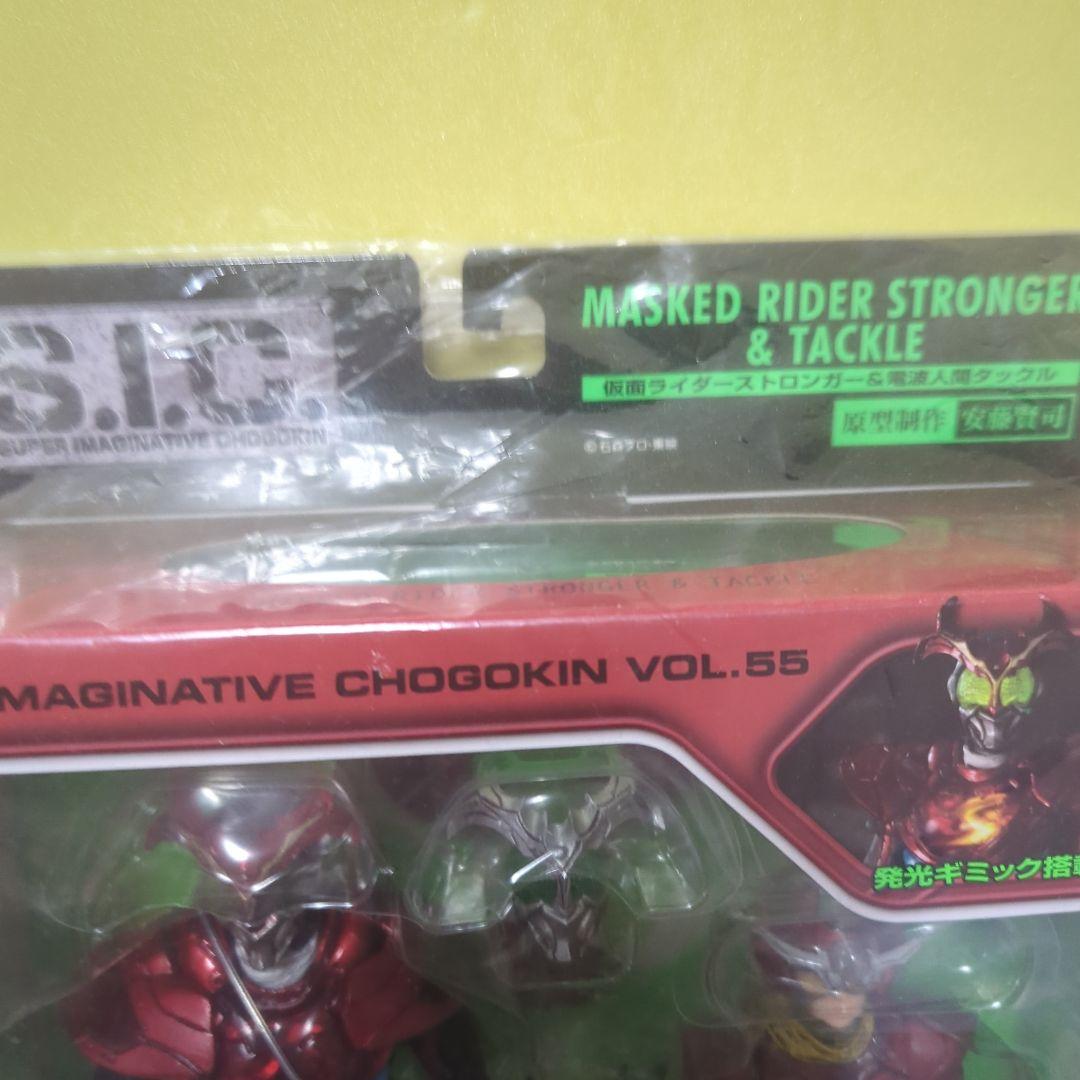 S.I.C.
SUPER IMAGINATIVE CHOGOKIN
MASKED RIDER STRONGER
& TACKLE
仮面ライダーストロンガー&電波人間タックル
原型制作 安藤賢司
©石森プロ・東映
RIDER STRONGER & TACKLE
IMAGINATIVE CHOGOKIN VOL.55
S
発光ギミック搭載